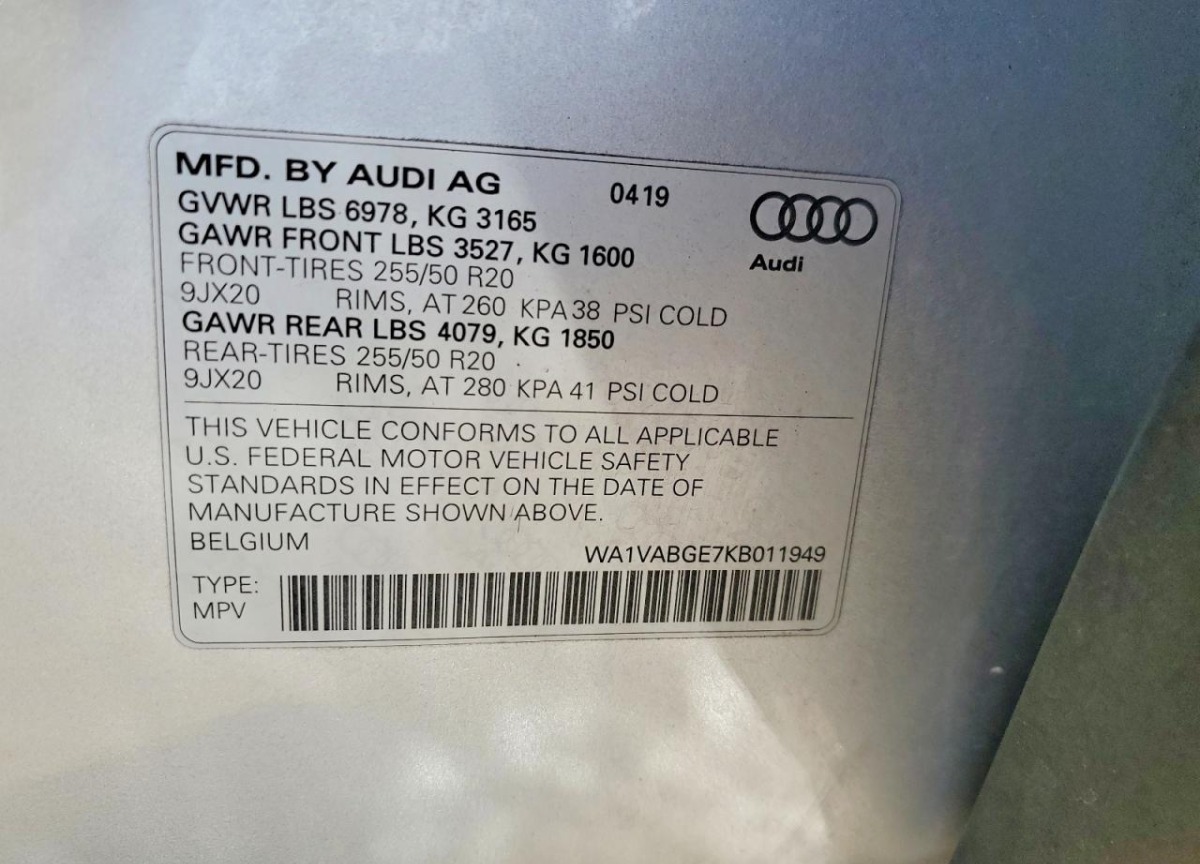 MFD. BY AUDI AG 0419
GVWR LBS 6978, KG 3165
GAWR FRONT LBS 3527, KG 1600
Audi
FRONT-TIRES 255/50 R20
9JX20 RIMS, AT 260 KPA 38 PSI COLD
GAWR REAR LBS 4079, KG 1850
REAR-TIRES 255/50 R20
9JX20 RIMS, AT 280 KPA 41 PSI COLD
THIS VEHICLE CONFORMS TO ALL APPLICABLE
U.S. FEDERAL MOTOR VEHICLE SAFETY
STANDARDS IN EFFECT ON THE DATE OF
MANUFACTURE SHOWN ABOVE.
BELGIUM WA1VABGE7KB011949
TYPE:
MPV